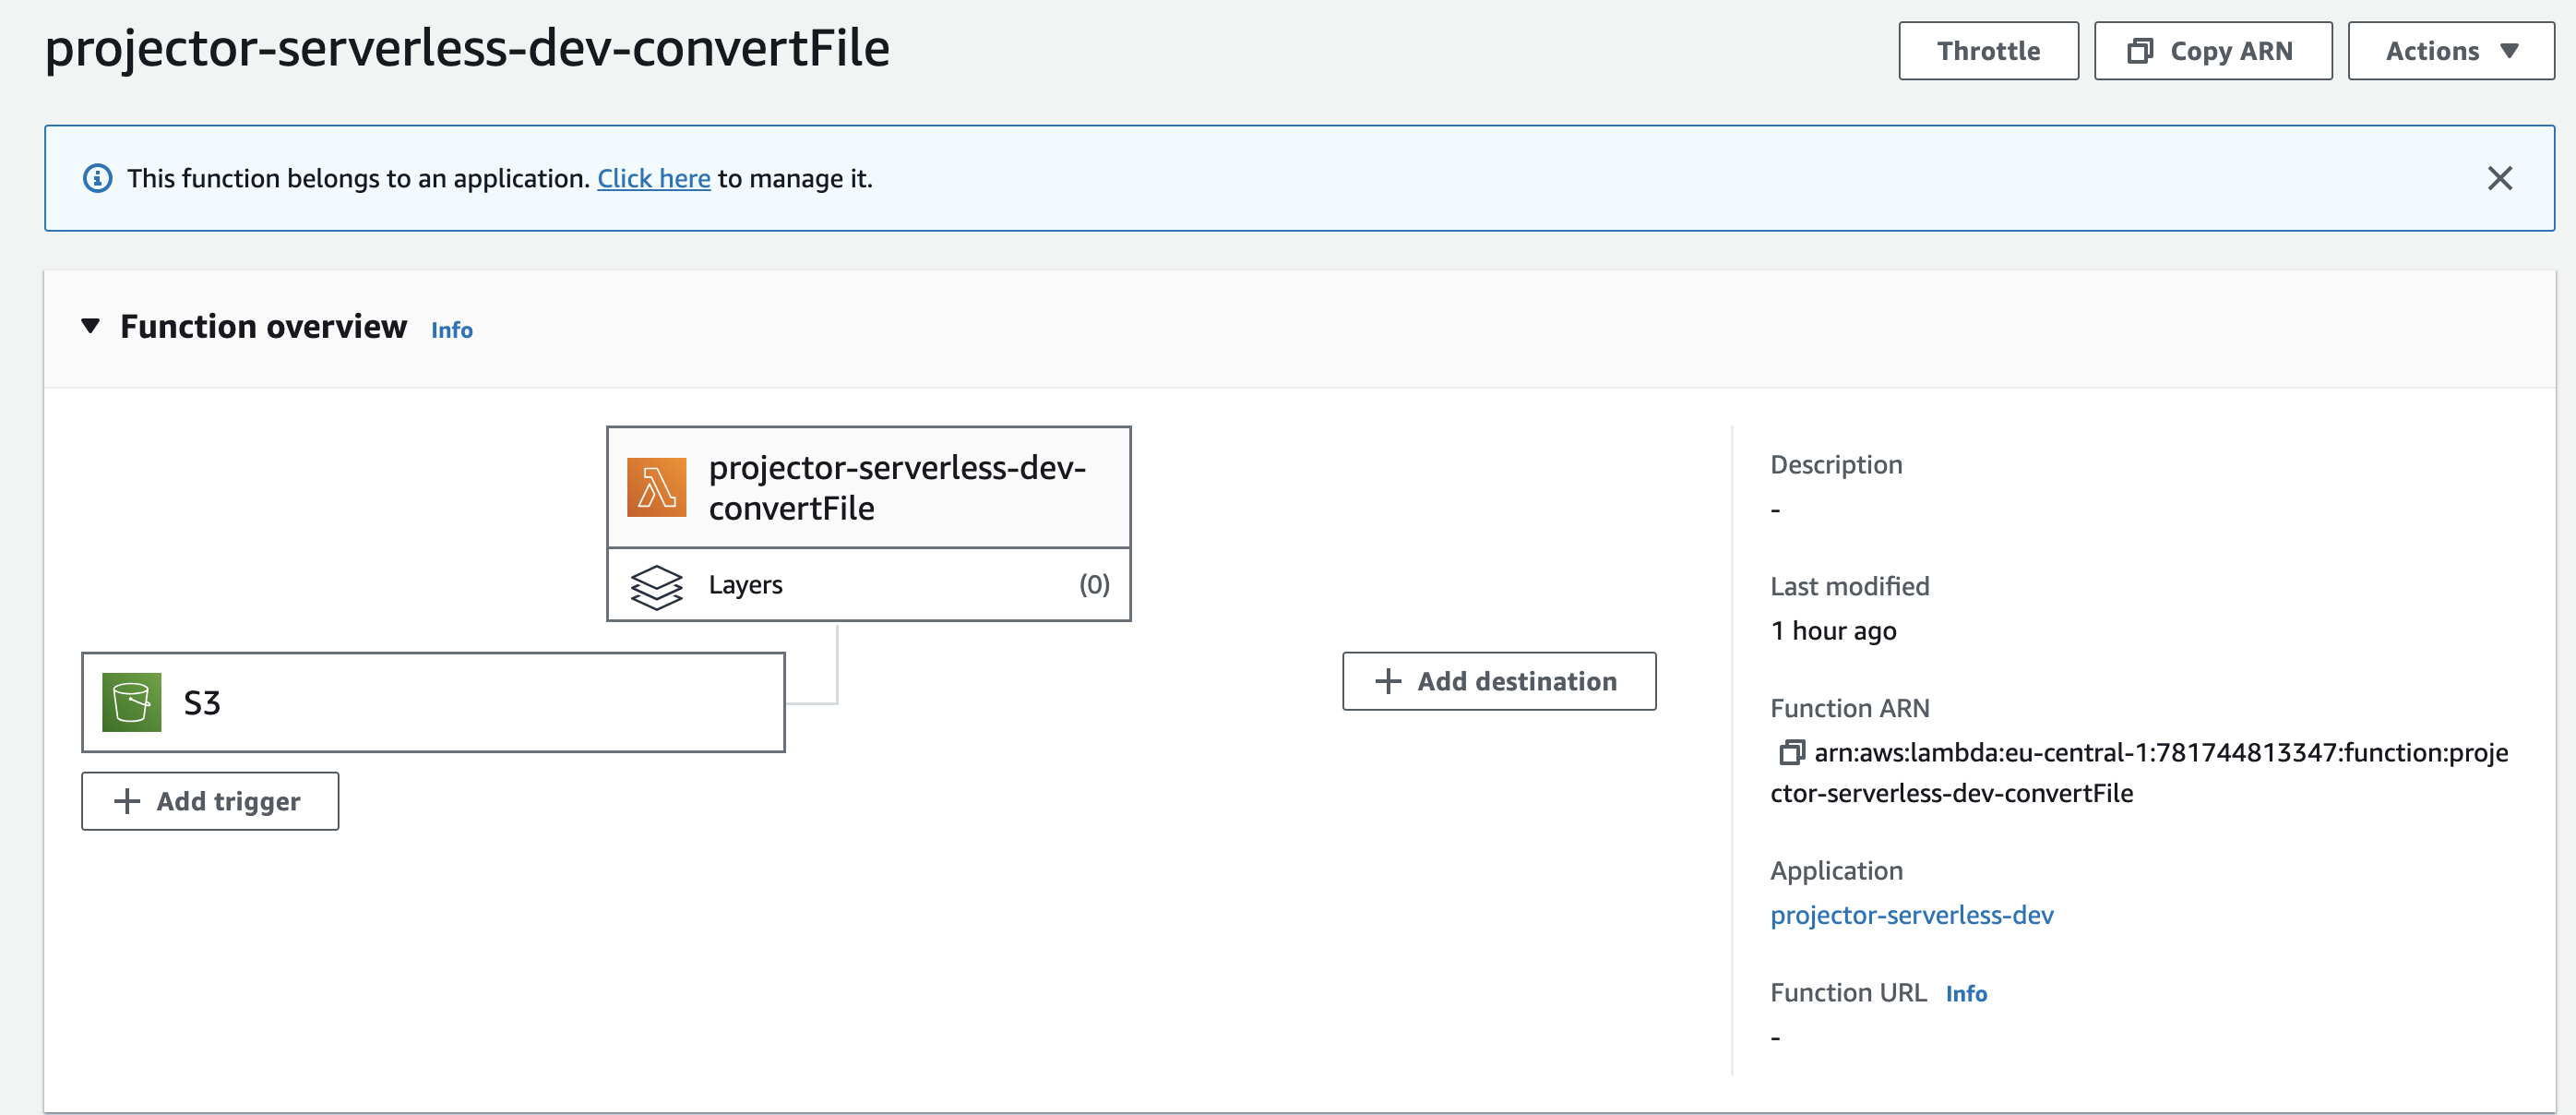 projector-serverless-dev-convertFile
Throttle
Copy ARN
Actions
This function belongs to an application. Click here to manage it.
Function overview Info
projector-serverless-dev-
convertFile
Layers (0)
S3
Add trigger
Add destination
Description
-
Last modified
1 hour ago
Function ARN
arn:aws:lambda:eu-central-1:781744813347:function:proje
ctor-serverless-dev-convertFile
Application
projector-serverless-dev
Function URL Info
-